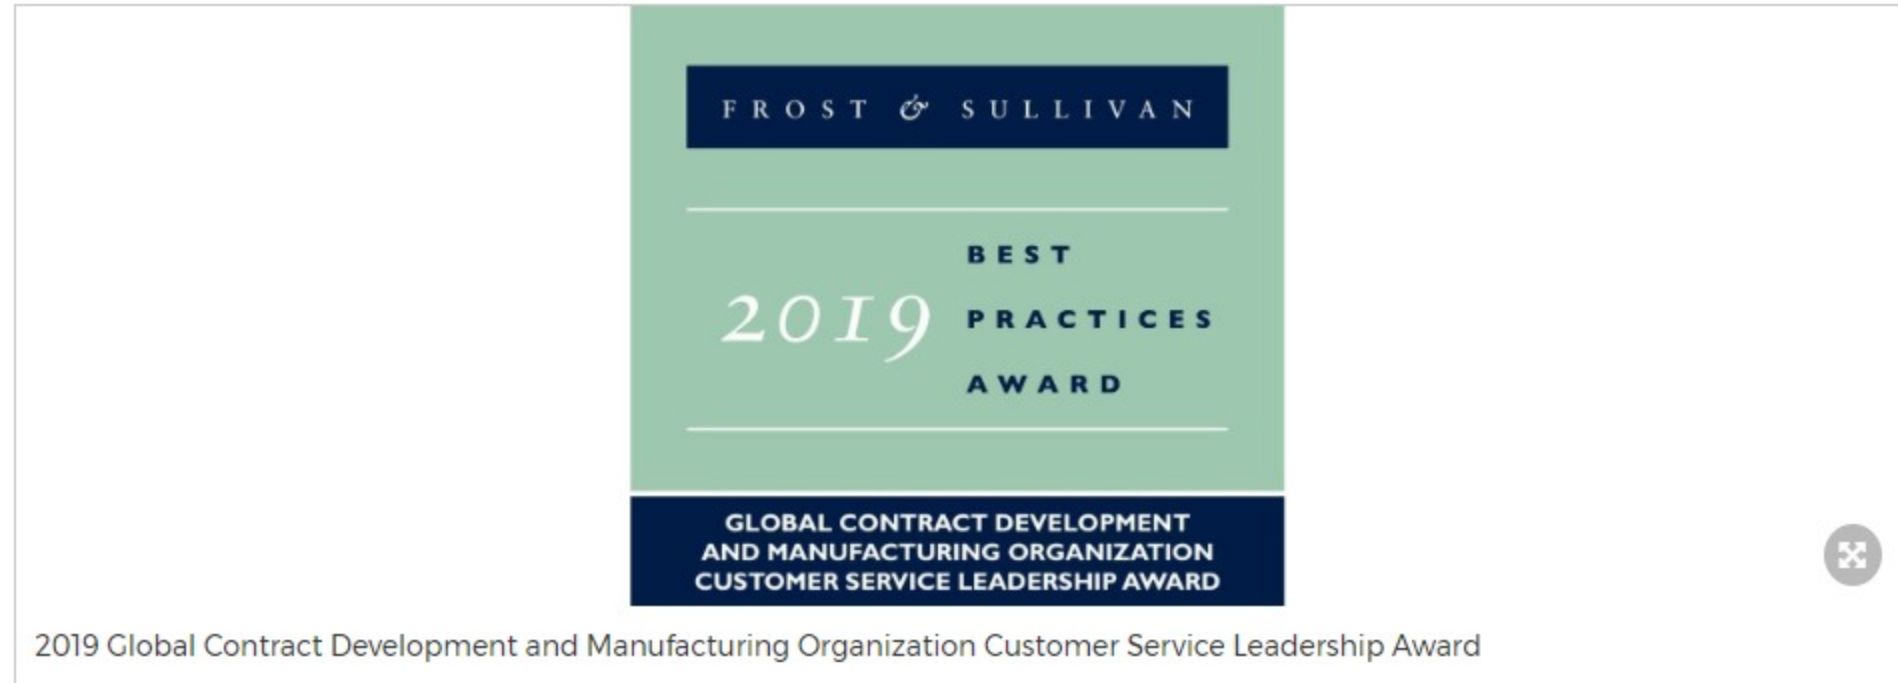 FROST & SULLIVAN
2019
BEST
PRACTICES
AWARD
GLOBAL CONTRACT DEVELOPMENT
AND MANUFACTURING ORGANIZATION
CUSTOMER SERVICE LEADERSHIP AWARD
2019 Global Contract Development and Manufacturing Organization Customer Service Leadership Award